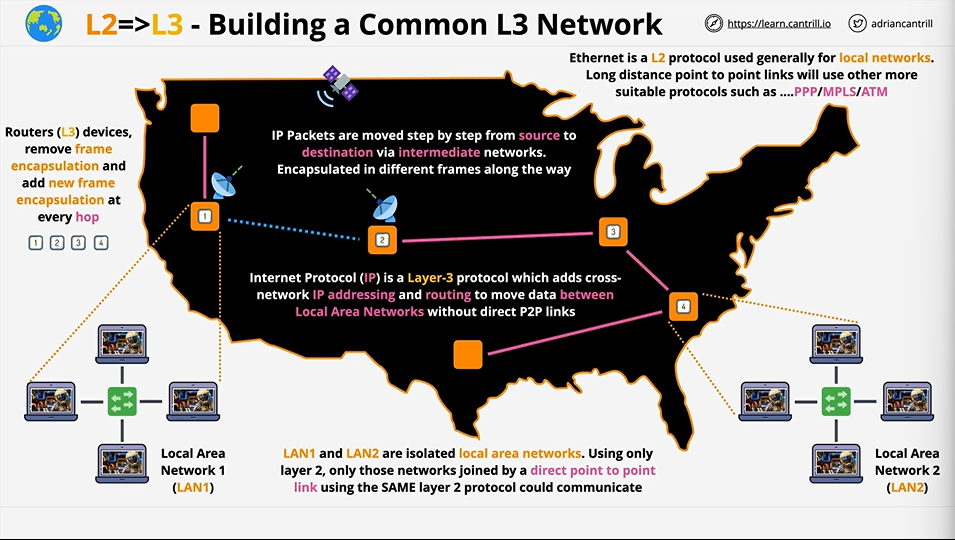 L2=>L3 - Building a Common L3 Network
https://learn.cantrill.io
adriancantrill
Ethernet is a L2 protocol used generally for local networks.
Long distance point to point links will use other more
suitable protocols such as ....PPP/MPLS/ATM
Routers (L3) devices,
remove frame
encapsulation and
add new frame
encapsulation at
every hop
1 2 3 4
IP Packets are moved step by step from source to
destination via intermediate networks.
Encapsulated in different frames along the way
1
2
3
4
Internet Protocol (IP) is a Layer-3 protocol which adds cross-
network IP addressing and routing to move data between
Local Area Networks without direct P2P links
Local Area
Network 1
(LAN1)
LAN1 and LAN2 are isolated local area networks. Using only
layer 2, only those networks joined by a direct point to point
link using the SAME layer 2 protocol could communicate
Local Area
Network 2
(LAN2)